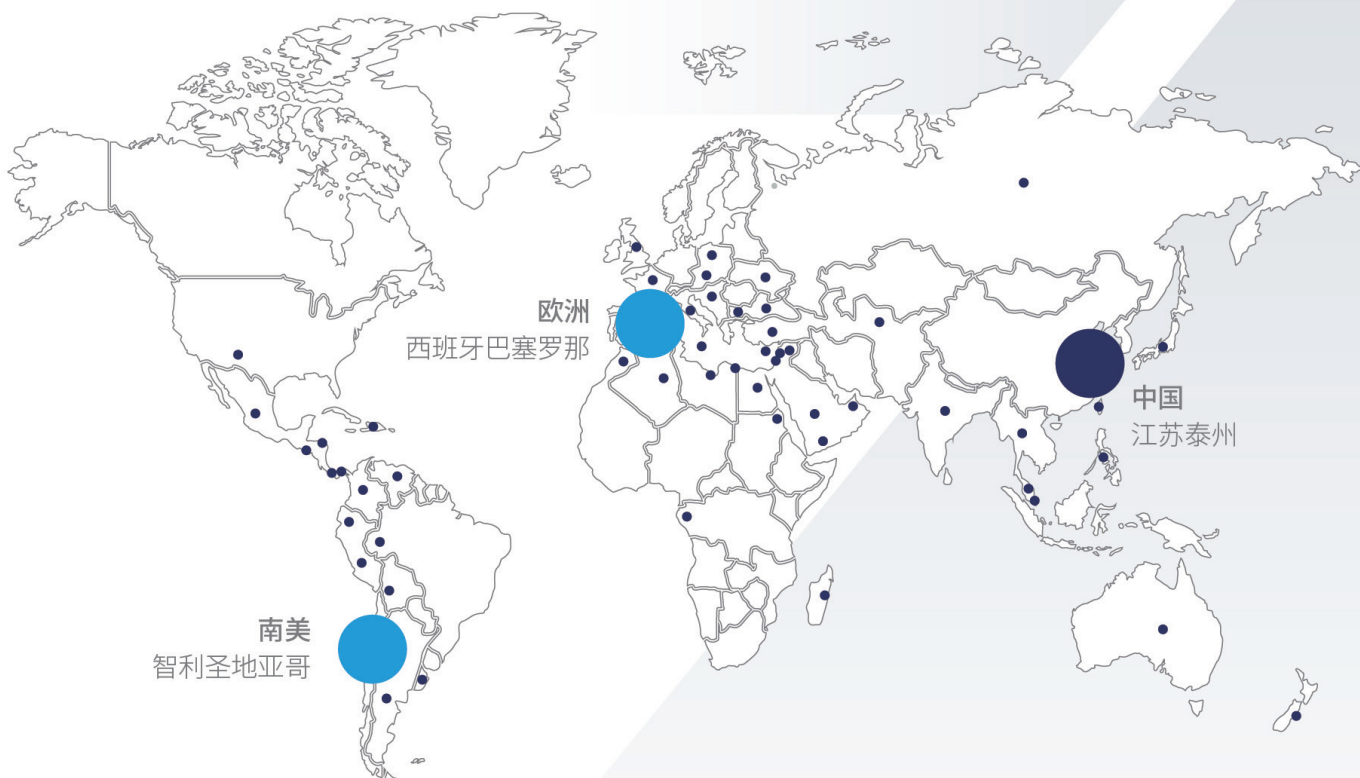 欧洲
西班牙巴塞罗那
中国
江苏泰州
南美
智利圣地亚哥